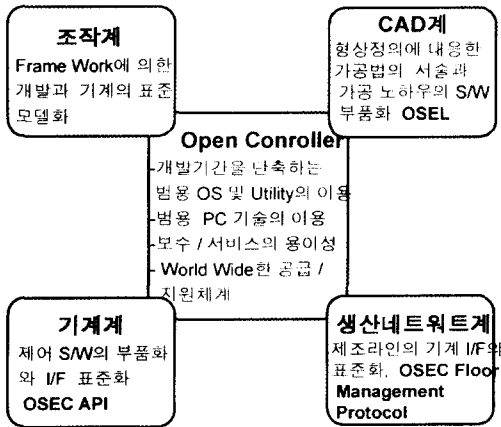 조작계
Frame Work에 의한
개발과 기계의 표준
모델화
CAD계
형상정의에 대응한
가공법의 서술과
가공 노하우의 S/W
부품화 OSEL
Open Conroller
-개발기간을 단축하는
범용 OS 및 Utility의 이용
-범용 PC 기술의 이용
-보수 / 서비스의 용이성
- World Wide한 공급 /
지원체계
기계계
제어 S/W의 부품화
와 I/F 표준화
OSEC API
생산네트워트계
제조라인의 기계 I/F와
표준화, OSEC Floor
Management
Protocol